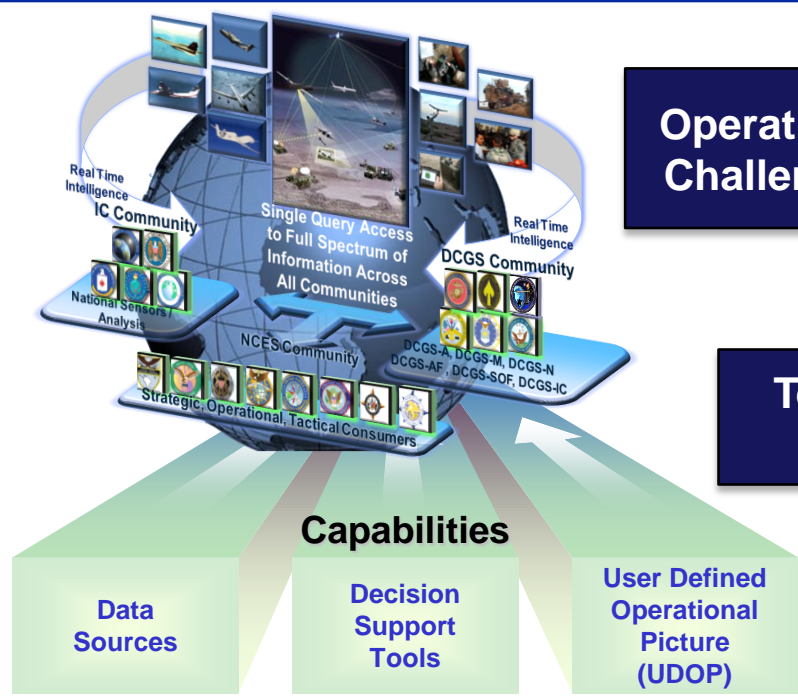 Operat
Challen
Real Time
Intelligence
IC Community
Single Query Access
to Full Spectrum of
Information Across
All Communities
Real Time
Intelligence
DCGS Community
National Sensors /
Analysis
NCES Community
DCGS-A, DCGS-M, DCGS-N
DCGS-AF , DCGS-SOF, DCGS-IC
Strategic, Operational, Tactical Consumers
Capabilities
Data
Sources
Decision
Support
Tools
User Defined
Operational
Picture
(UDOP)